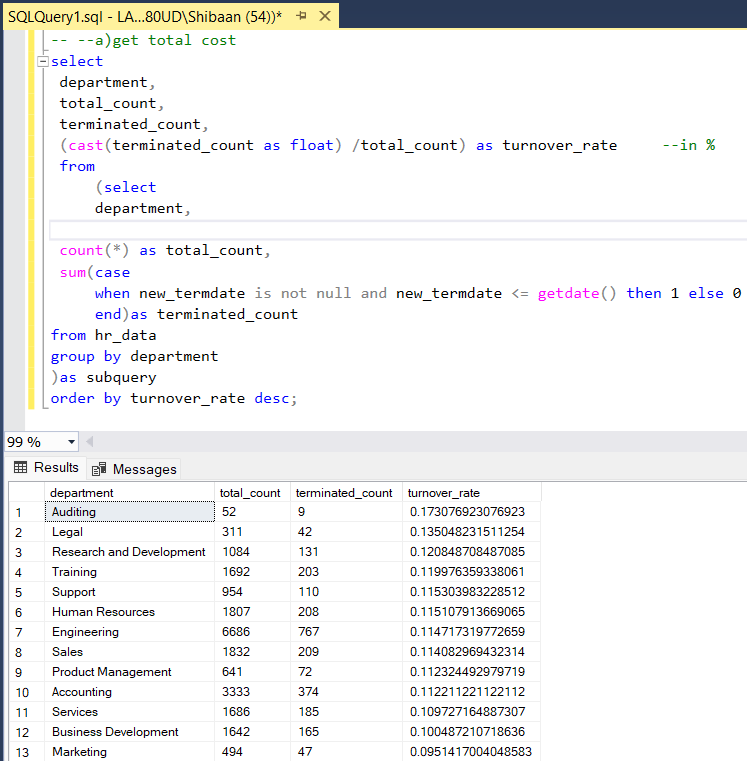 SQLQuery1.sql - LA...80UD\Shibaan (54))*
-- --a)get total cost
select
department,
total_count,
terminated_count,
(cast(terminated_count as float) /total_count) as turnover_rate     --in %
from
(select
department,
count(*) as total_count,
sum(case
when new_termdate is not null and new_termdate <= getdate() then 1 else 0
end)as terminated_count
from hr_data
group by department
)as subquery
order by turnover_rate desc;
99 %
Results Messages
department total_count terminated_count turnover_rate
1 Auditing 52 9 0.173076923076923
2 Legal 311 42 0.135048231511254
3 Research and Development 1084 131 0.120848708487085
4 Training 1692 203 0.119976359338061
5 Support 954 110 0.115303983228512
6 Human Resources 1807 208 0.115107913669065
7 Engineering 6686 767 0.114717319772659
8 Sales 1832 209 0.114082969432314
9 Product Management 641 72 0.112324492979719
10 Accounting 3333 374 0.112211221122112
11 Services 1686 185 0.109727164887307
12 Business Development 1642 165 0.100487210718636
13 Marketing 494 47 0.0951417004048583